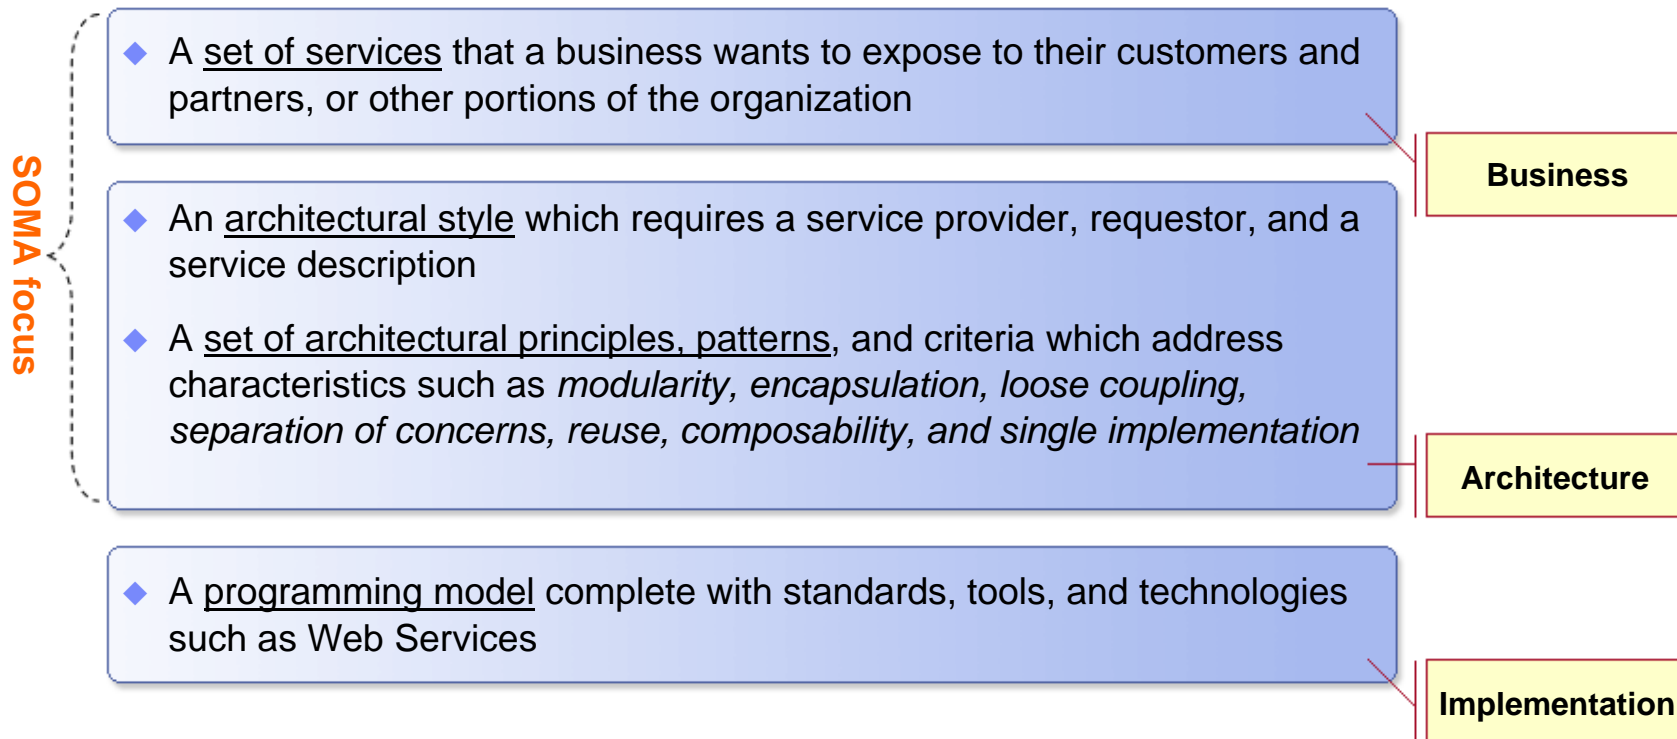 SOMA focus
◆ A set of services that a business wants to expose to their customers and
partners, or other portions of the organization
Business
◆ An architectural style which requires a service provider, requestor, and a
service description
◆ A set of architectural principles, patterns, and criteria which address
characteristics such as modularity, encapsulation, loose coupling,
separation of concerns, reuse, composability, and single implementation
Architecture
◆ A programming model complete with standards, tools, and technologies
such as Web Services
Implementation